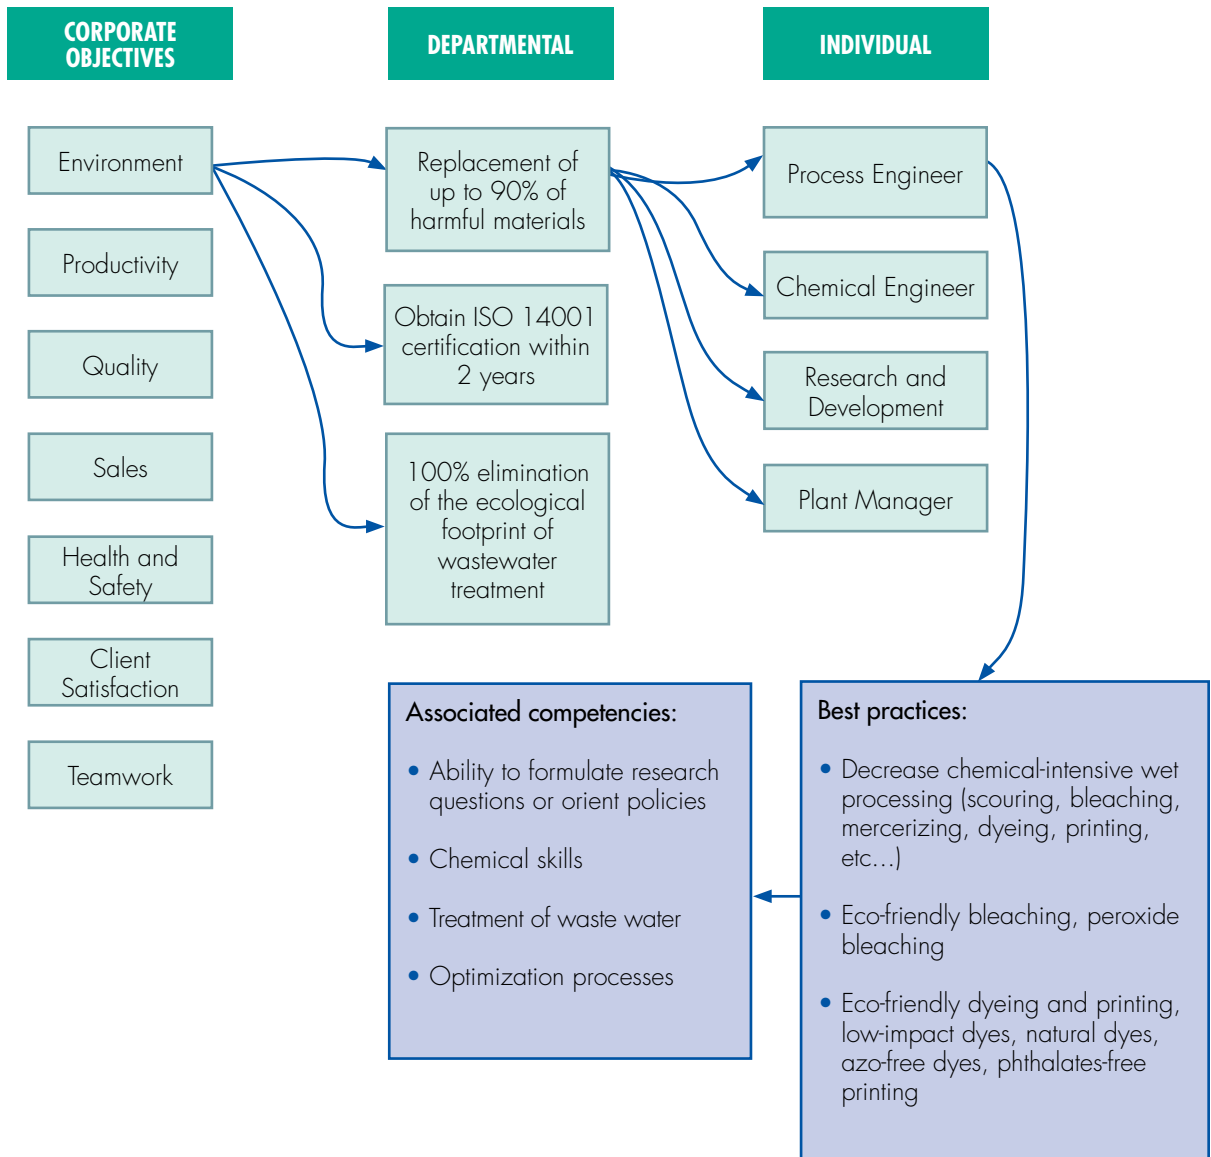 CORPORATE
OBJECTIVES
DEPARTMENTAL
INDIVIDUAL
Environment
Productivity
Quality
Sales
Health and
Safety
Client
Satisfaction
Teamwork
Replacement of
up to 90% of
harmful materials
Obtain ISO 14001
certification within
2 years
100% elimination
of the ecological
footprint of
wastewater
treatment
Process Engineer
Chemical Engineer
Research and
Development
Plant Manager
Associated competencies:
• Ability to formulate research
questions or orient policies
• Chemical skills
• Treatment of waste water
• Optimization processes
Best practices:
• Decrease chemical-intensive wet
processing (scouring, bleaching,
mercerizing, dyeing, printing,
etc...)
• Eco-friendly bleaching, peroxide
bleaching
• Eco-friendly dyeing and printing,
low-impact dyes, natural dyes,
azo-free dyes, phthalates-free
printing